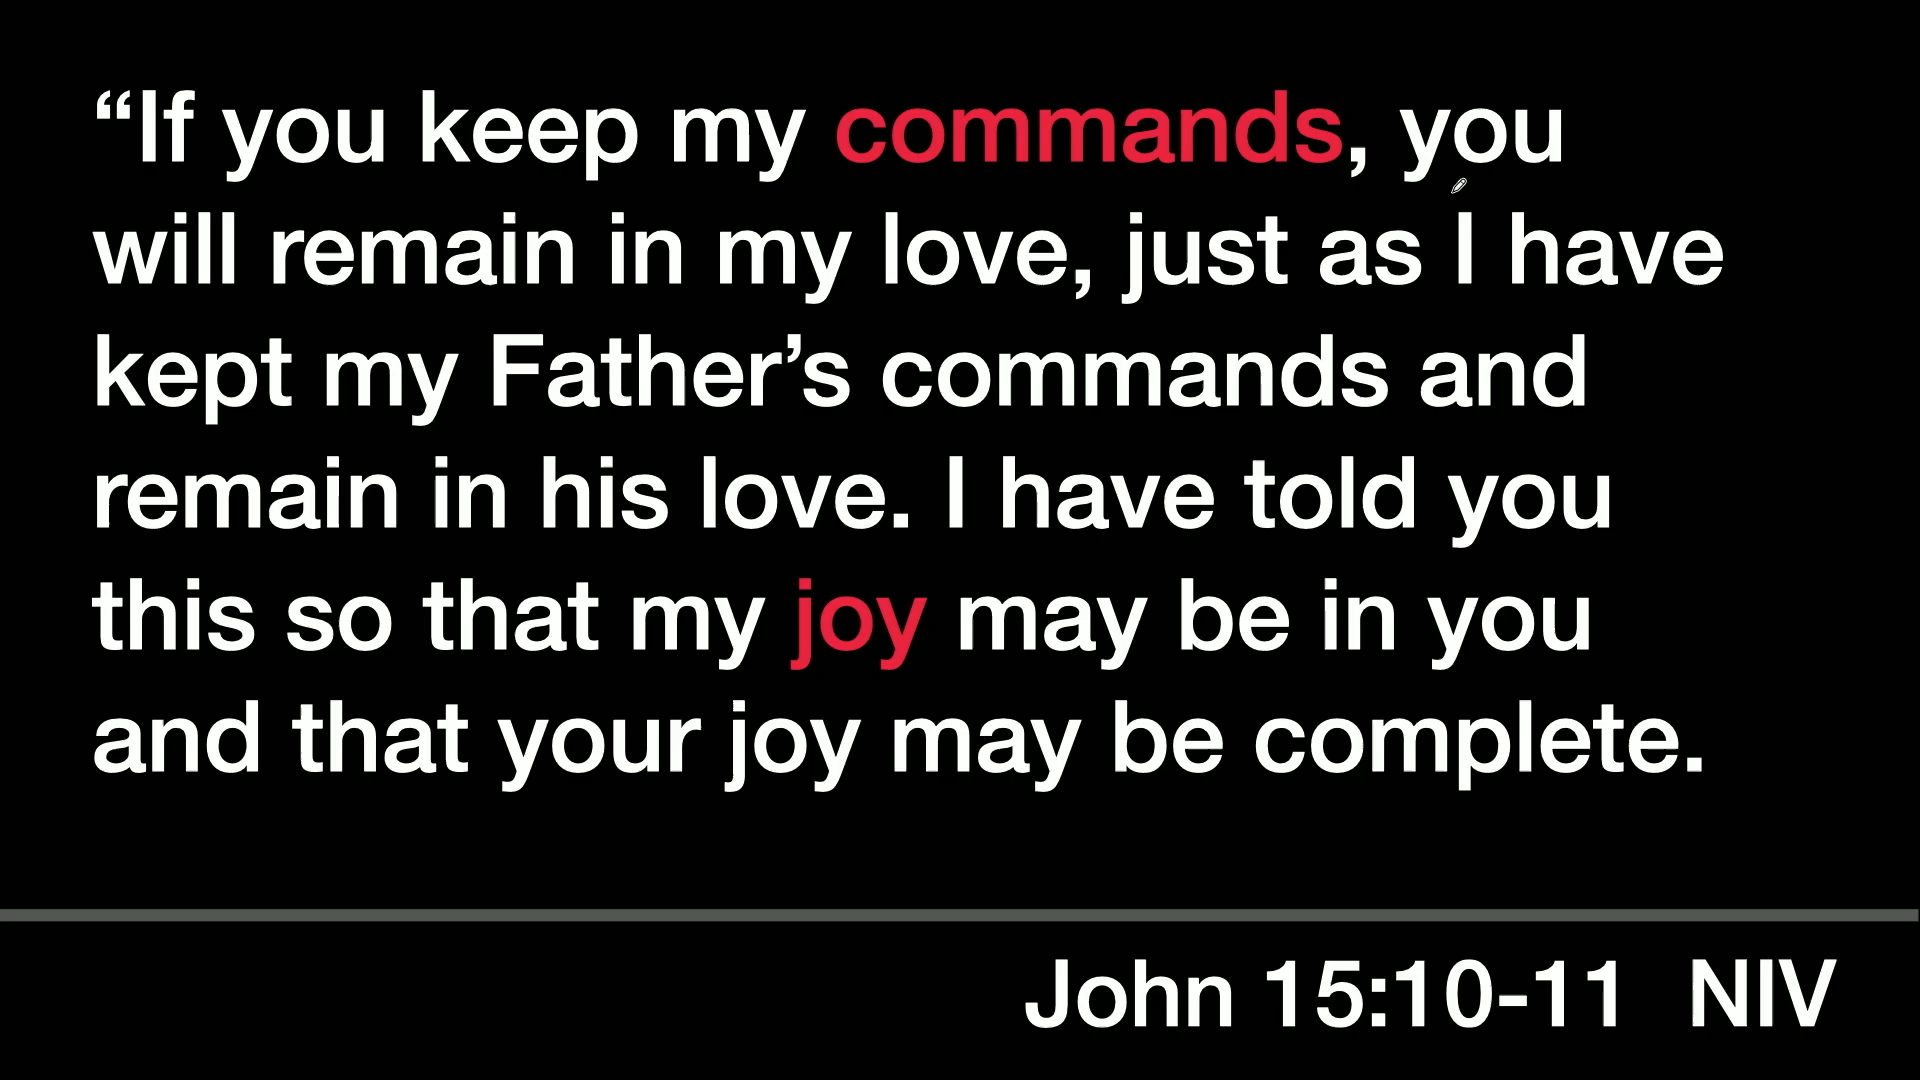 “If you keep my commands, you
will remain in my love, just as I have
kept my Father’s commands and
remain in his love. I have told you
this so that my joy may be in you
and that your joy may be complete.
John 15:10-11 NIV